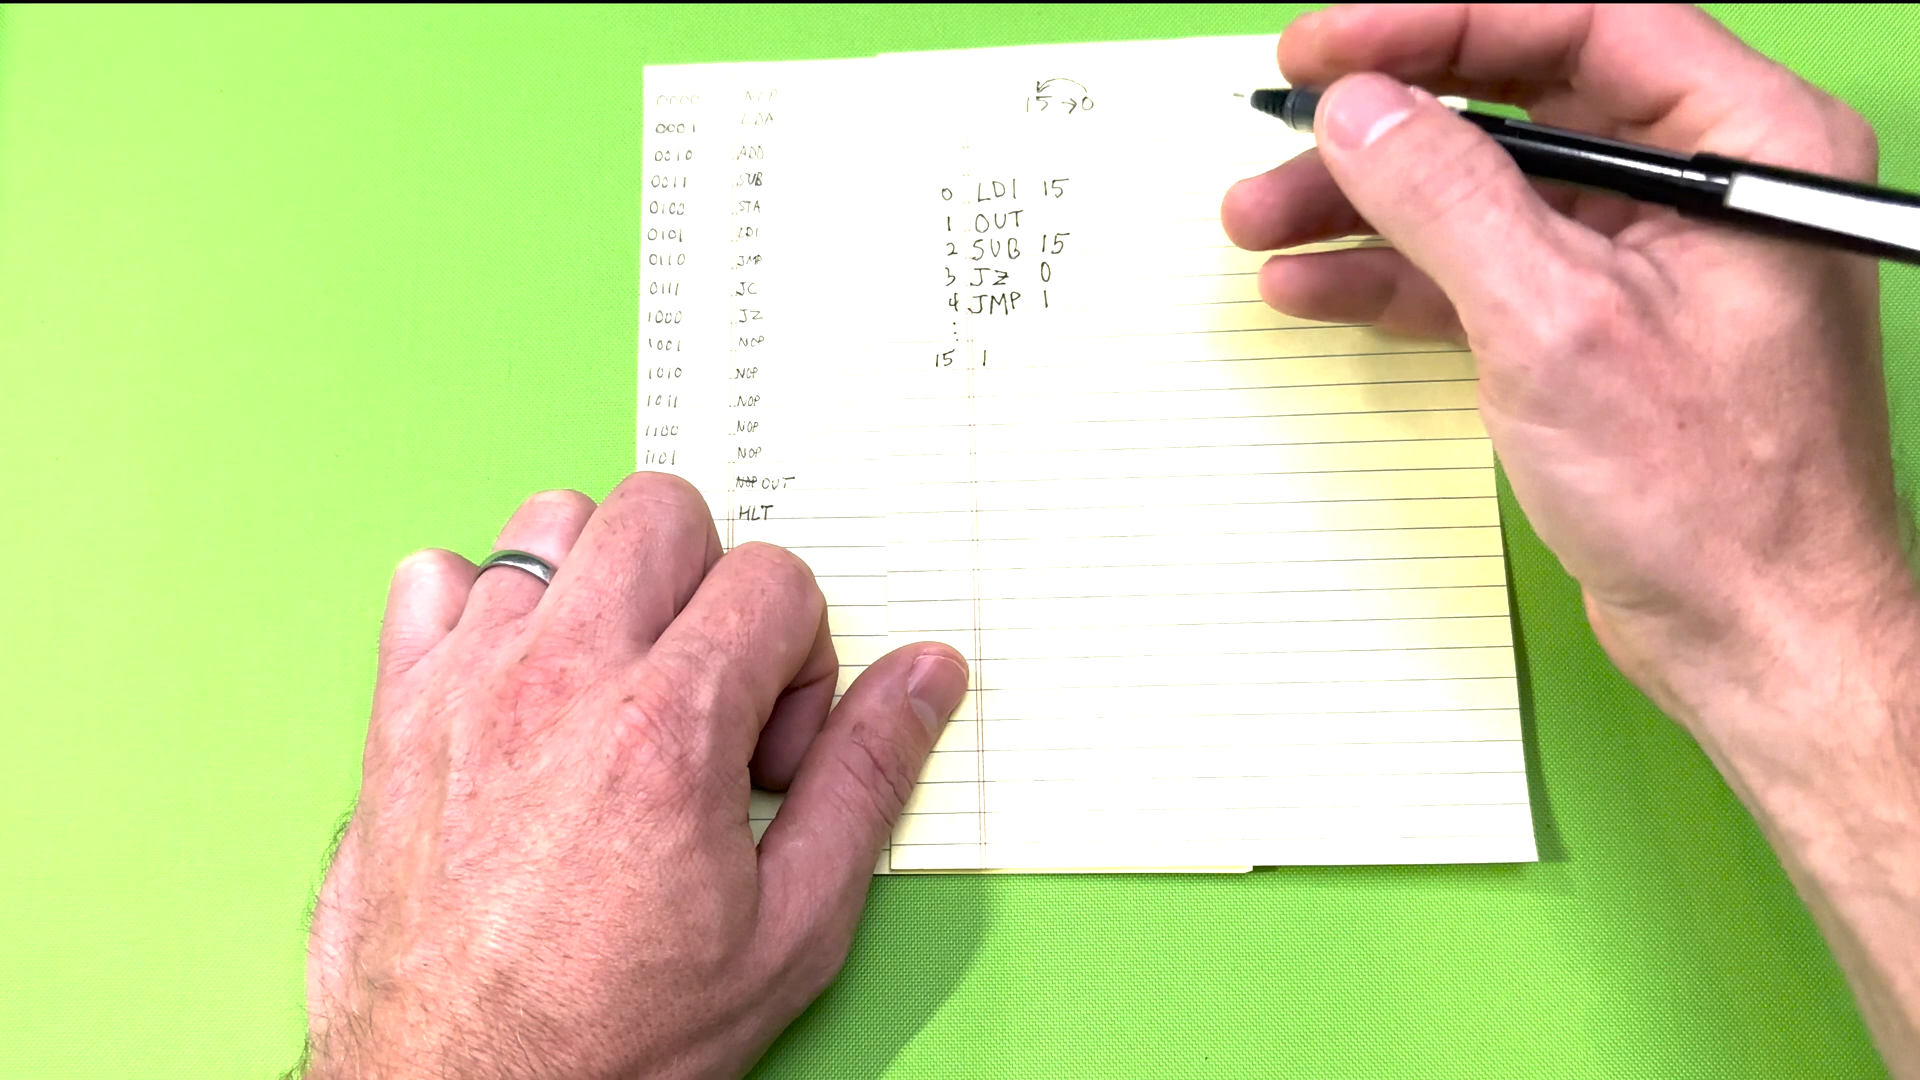 0000 NOP
0001 LDA
0010 ADD
0011 SUB
0100 STA
0101 LDI
0110 JMP
0111 JC
1000 JZ
1001 NOP
1010 NOP
1011 NOP
1100 NOP
1101 NOP
NOP OUT
HLT
15 → 0
0 LDI 15
1 OUT
2 SUB 15
3 JZ 0
4 JMP 1
⋮
15 1